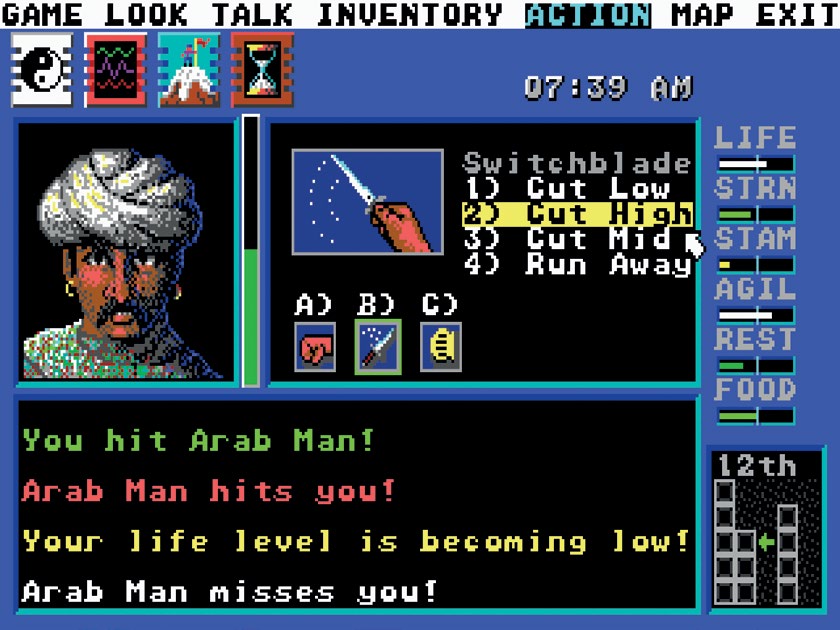 GAME LOOK TALK INVENTORY ACTION MAP EXIT
07:39 AM
Switchblade
1) Cut Low
2) Cut High
3) Cut Mid
4) Run Away
A) B) C)
LIFE
STRN
STAM
AGIL
REST
FOOD
12th
You hit Arab Man!
Arab Man hits you!
Your life level is becoming low!
Arab Man misses you!